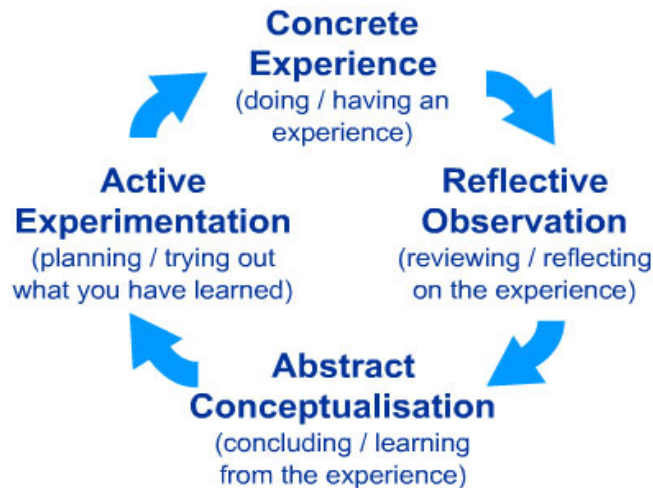 Concrete
Experience
(doing / having an
experience)
Reflective
Observation
(reviewing / reflecting
on the experience)
Abstract
Conceptualisation
(concluding / learning
from the experience)
Active
Experimentation
(planning / trying out
what you have learned)